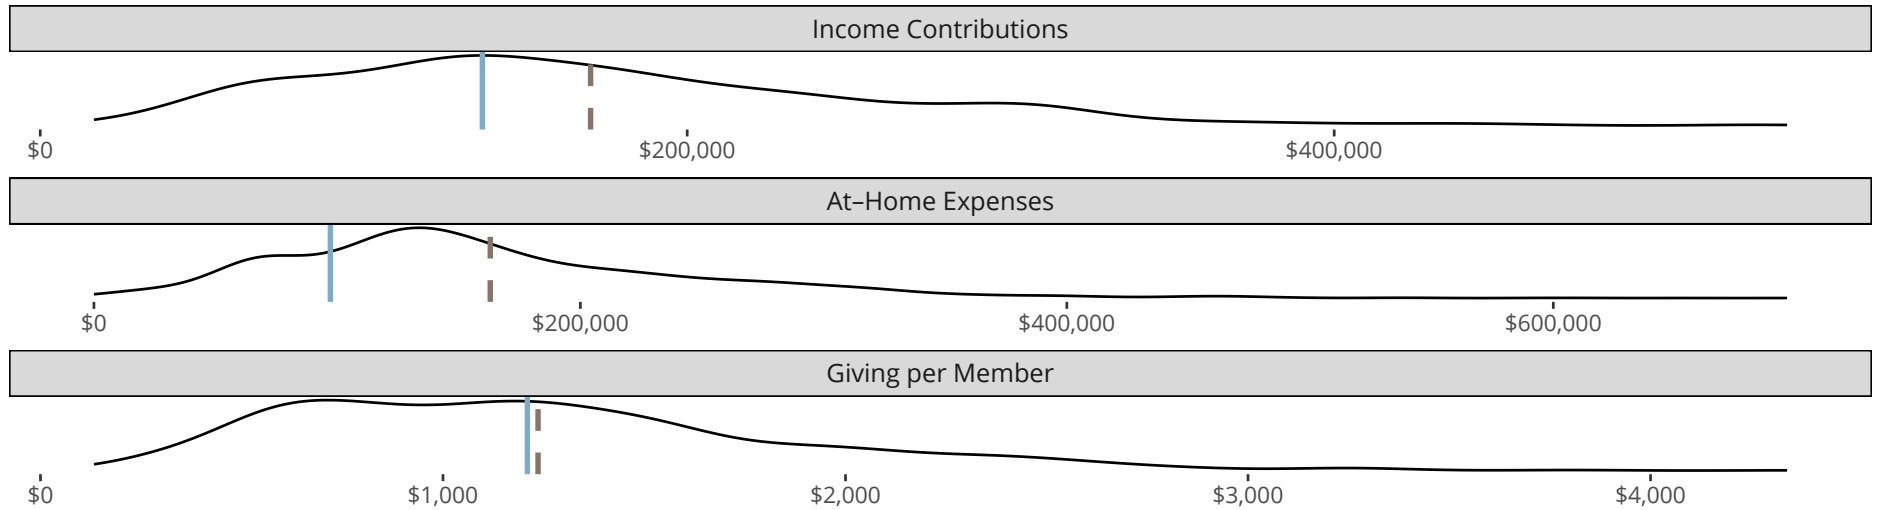 Income Contributions
$0 $200,000 $400,000
At–Home Expenses
$0 $200,000 $400,000 $600,000
Giving per Member
$0 $1,000 $2,000 $3,000 $4,000